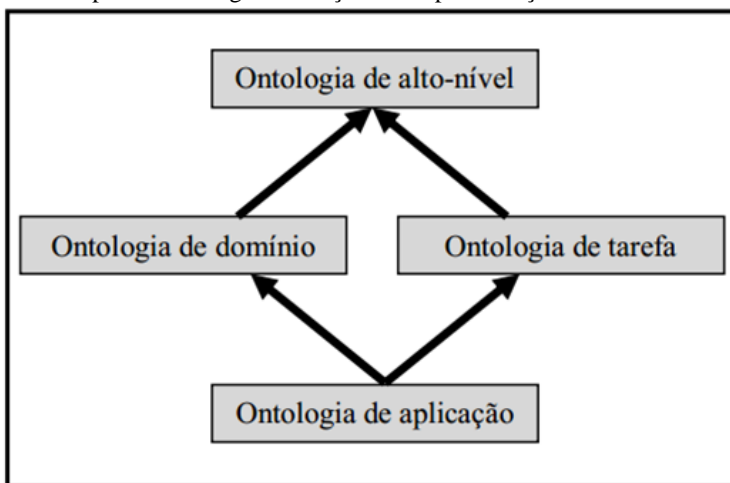 Ontologia de alto-nível
Ontologia de domínio
Ontologia de tarefa
Ontologia de aplicação